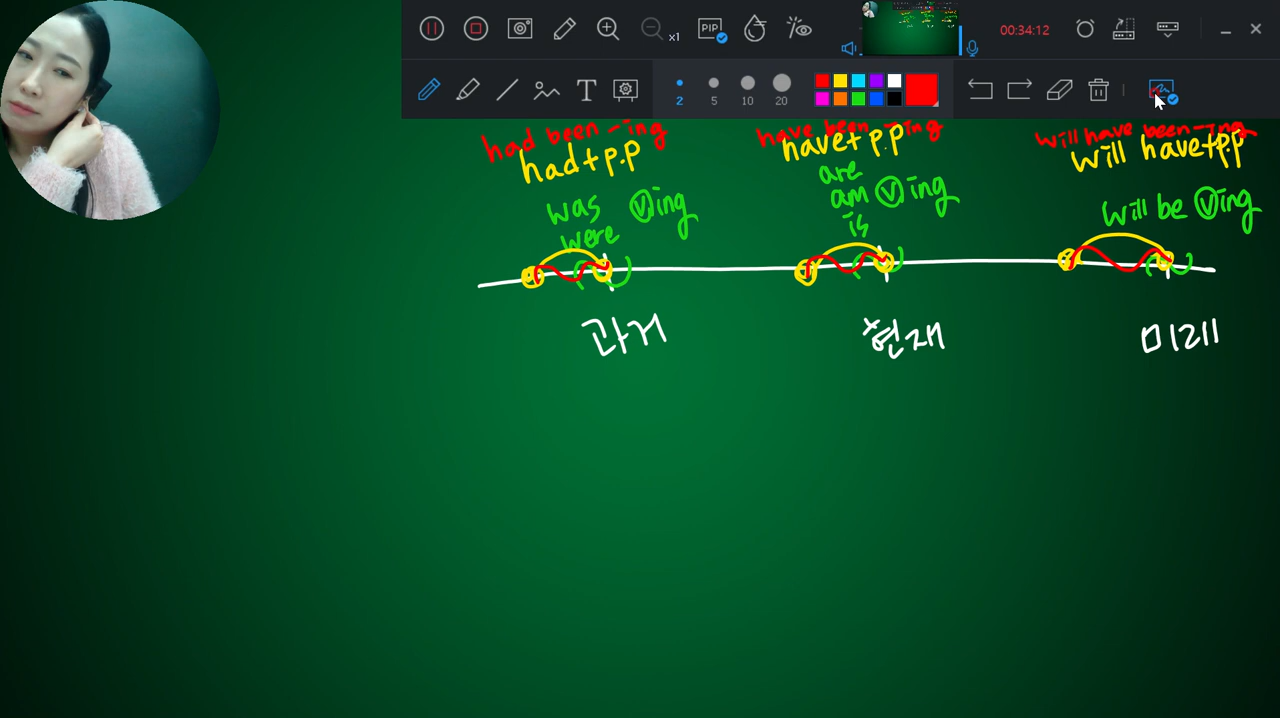 x1
PIP
00:34:12
T
2 5 10 20
had been -ing have been -ing will have been -ing
had+p.p have+p.p will have+p.p
was were Ving
are am is Ving
will be Ving
과거 현재 미래